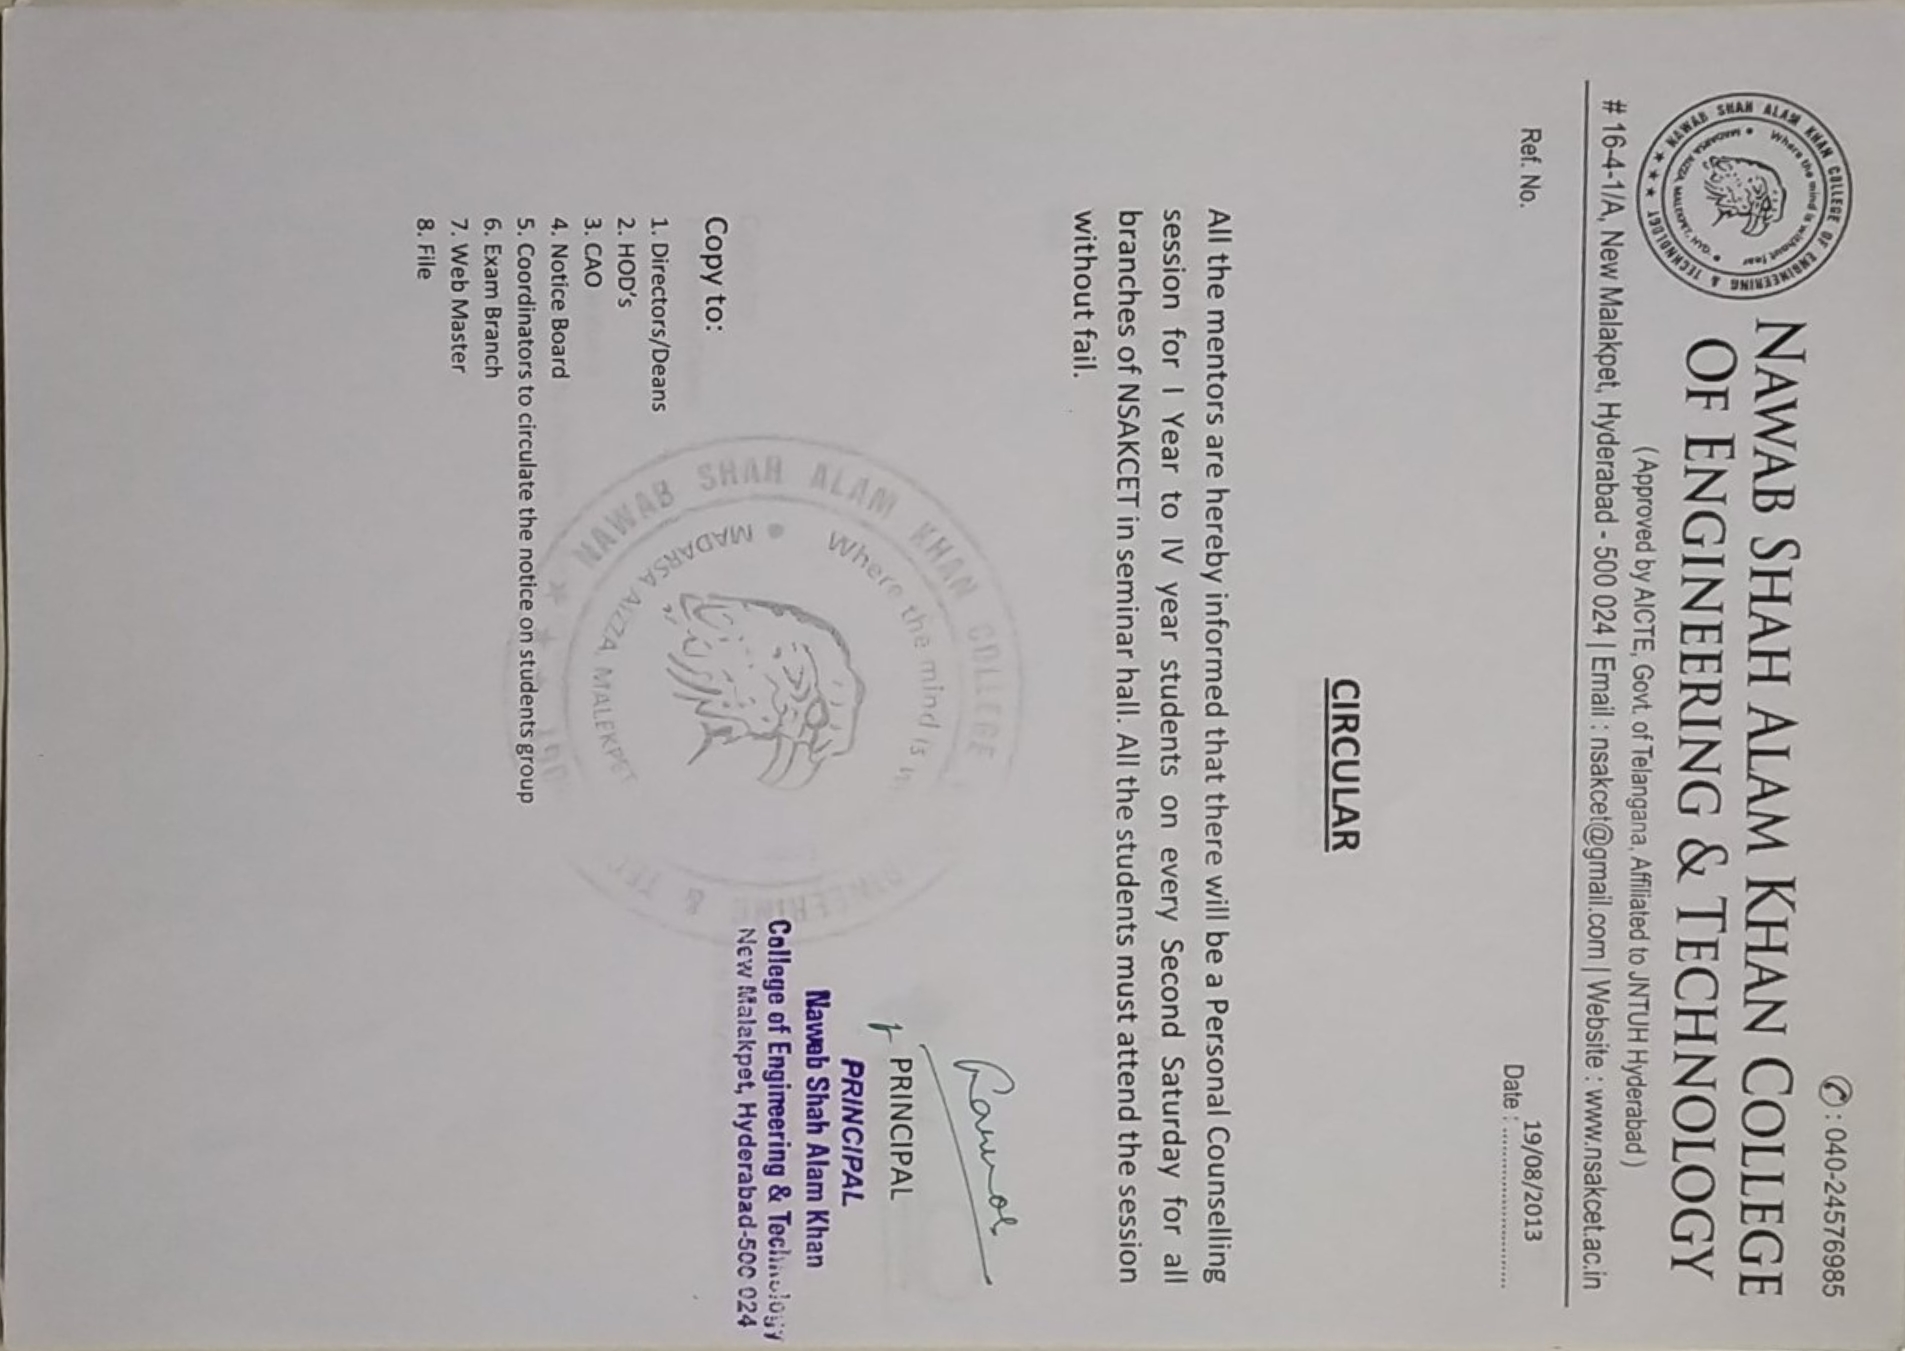 ✆ : 040-24576985
NAWAB SHAH ALAM KHAN COLLEGE OF ENGINEERING & TECHNOLOGY
Where the mind is without fear
MADARSA AIZZA, MALEKPET, HYD.
NAWAB SHAH ALAM KHAN COLLEGE
OF ENGINEERING & TECHNOLOGY
( Approved by AICTE, Govt. of Telangana, Affiliated to JNTUH Hyderabad )
# 16-4-1/A, New Malakpet, Hyderabad - 500 024 | Email : nsakcet@gmail.com | Website : www.nsakcet.ac.in
Ref. No.
19/08/2013
Date : ............................
CIRCULAR
All the mentors are hereby informed that there will be a Personal Counselling
session for I Year to IV year students on every Second Saturday for all
branches of NSAKCET in seminar hall. All the students must attend the session
without fail.
PRINCIPAL
PRINCIPAL
Nawab Shah Alam Khan
College of Engineering & Technology
New Malakpet, Hyderabad-500 024
NAWAB SHAH ALAM KHAN COLLEGE
Where the mind is
MADARSA AIZZA, MALEKPET
Copy to:
1. Directors/Deans
2. HOD's
3. CAO
4. Notice Board
5. Coordinators to circulate the notice on students group
6. Exam Branch
7. Web Master
8. File